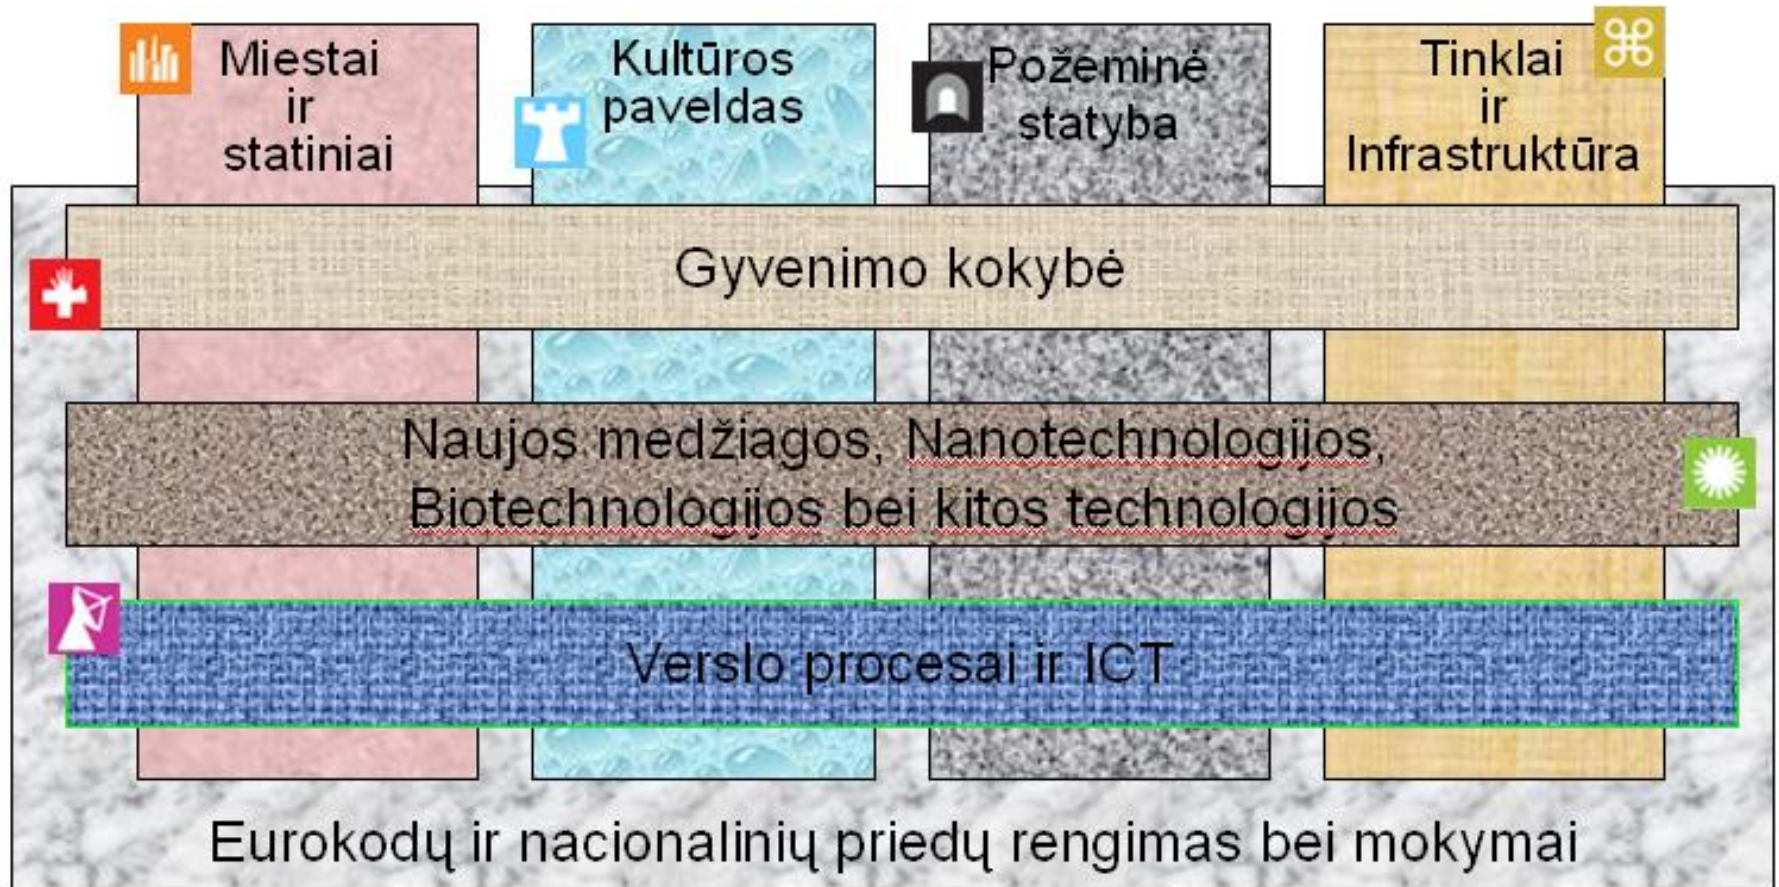 Miestai
ir
statiniai
Kultūros
paveldas
Požeminė
statyba
Tinklai
ir
Infrastruktūra
Gyvenimo kokybė
Naujos medžiagos, Nanotechnologijos,
Biotechnologijos bei kitos technologijos
Verslo procesai ir ICT
Eurokodų ir nacionalinių priedų rengimas bei mokymai